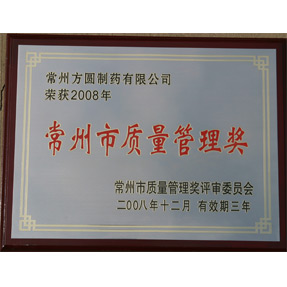 常州方圆制药有限公司
荣获2008年
常州市质量管理奖
常州市质量管理奖评审委员会
二00八年十二月 有效期三年